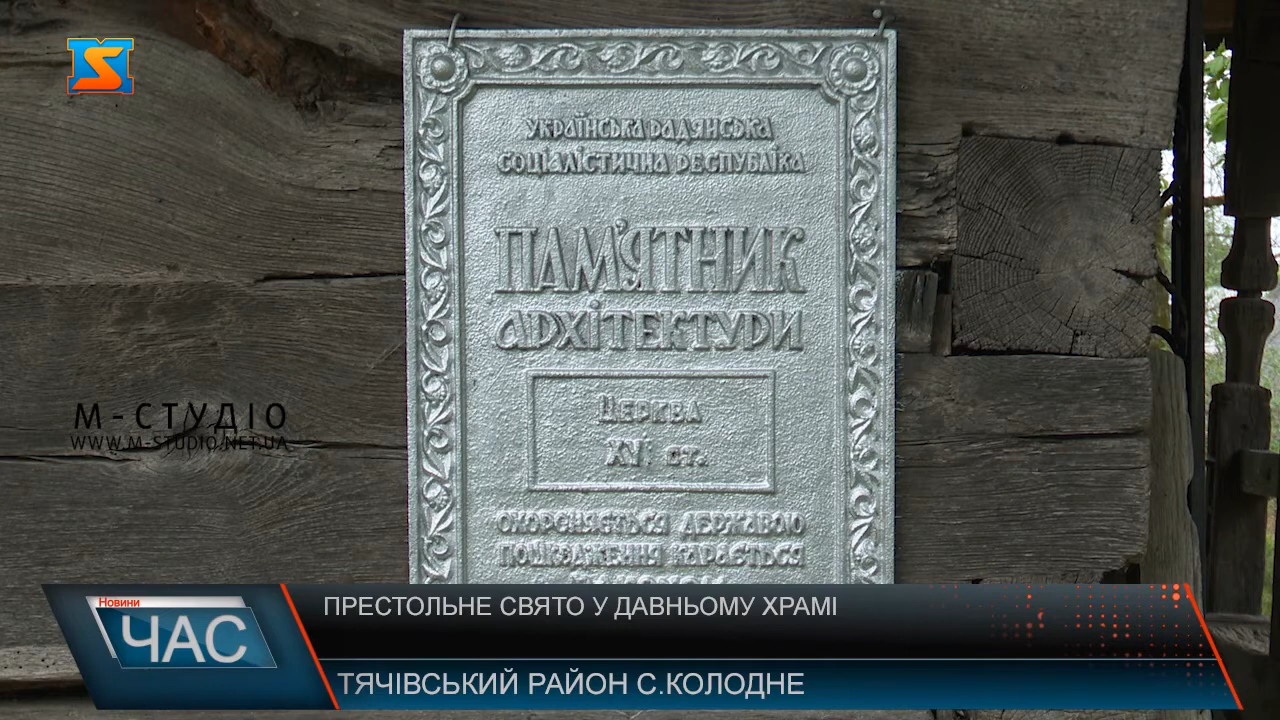 УКРАЇНСЬКА РАДЯНСЬКА
СОЦІАЛІСТИЧНА РЕСПУБЛІКА
ПАМ'ЯТНИК
АРХІТЕКТУРИ
ЦЕРКВА
ст.
ОХОРОНЯЄТЬСЯ ДЕРЖАВОЮ
ПОШКОДЖЕННЯ КАРАЄТЬСЯ
М-СТУДІО
WWW.M-STUDIO.NET.UA
Новини
ЧАС
ПРЕСТОЛЬНЕ СВЯТО У ДАВНЬОМУ ХРАМІ
ТЯЧІВСЬКИЙ РАЙОН С.КОЛОДНЕ